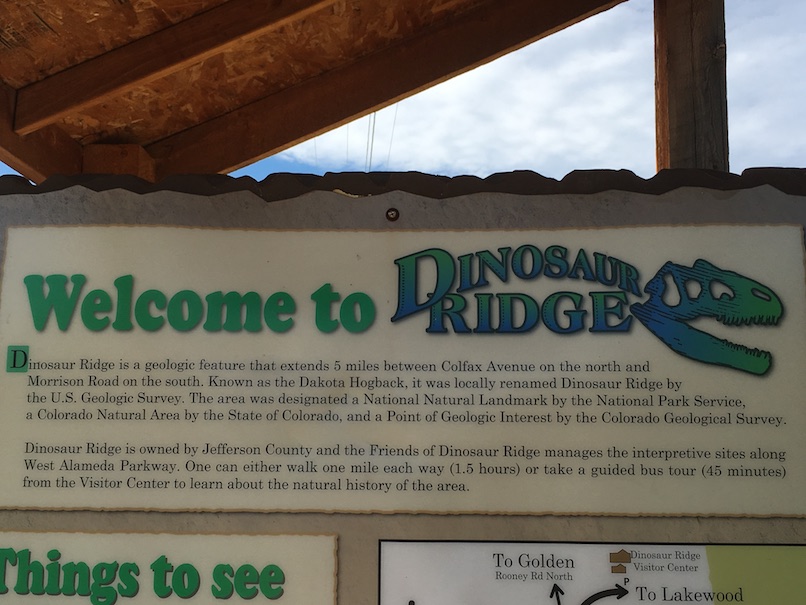 Welcome to DINOSAUR RIDGE
Dinosaur Ridge is a geologic feature that extends 5 miles between Colfax Avenue on the north and
Morrison Road on the south. Known as the Dakota Hogback, it was locally renamed Dinosaur Ridge by
the U.S. Geologic Survey. The area was designated a National Natural Landmark by the National Park Service,
a Colorado Natural Area by the State of Colorado, and a Point of Geologic Interest by the Colorado Geological Survey.
Dinosaur Ridge is owned by Jefferson County and the Friends of Dinosaur Ridge manages the interpretive sites along
West Alameda Parkway. One can either walk one mile each way (1.5 hours) or take a guided bus tour (45 minutes)
from the Visitor Center to learn about the natural history of the area.
Things to see
To Golden
Rooney Rd North
Dinosaur Ridge
Visitor Center
P
To Lakewood